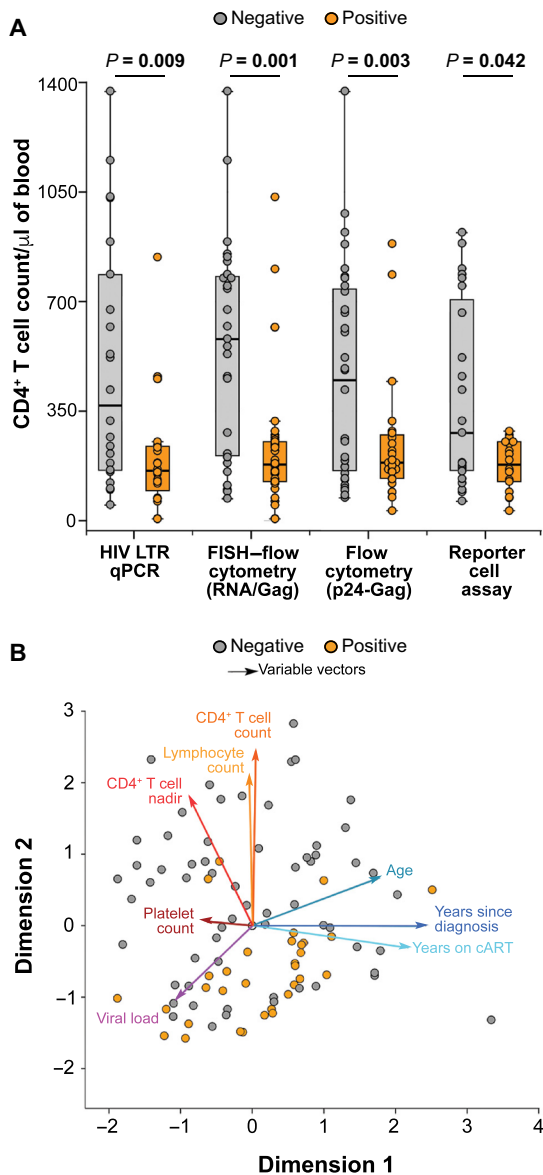 A
Negative Positive
P = 0.009 P = 0.001 P = 0.003 P = 0.042
CD4⁺ T cell count/μl of blood
1400
1050
700
350
0
HIV LTR
qPCR
FISH–flow
cytometry
(RNA/Gag)
Flow
cytometry
(p24-Gag)
Reporter
cell
assay
B
Negative Positive
Variable vectors
Dimension 2
3
2
1
0
−1
−2
CD4⁺ T cell
count
Lymphocyte
count
CD4⁺ T cell
nadir
Age
Platelet
count
Years since
diagnosis
Years on cART
Viral load
−2 −1 0 1 2 3 4
Dimension 1